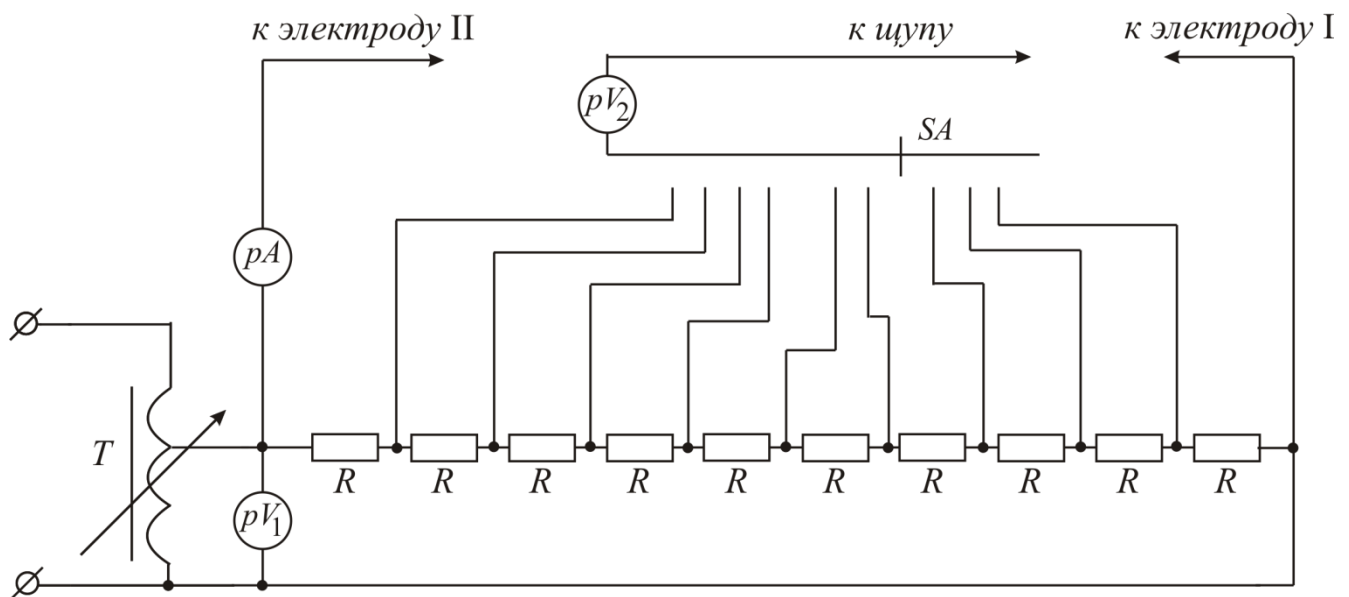 к электроду II
к щупу
к электроду I
pV2
SA
pA
T
R R R R R R R R R R
pV1